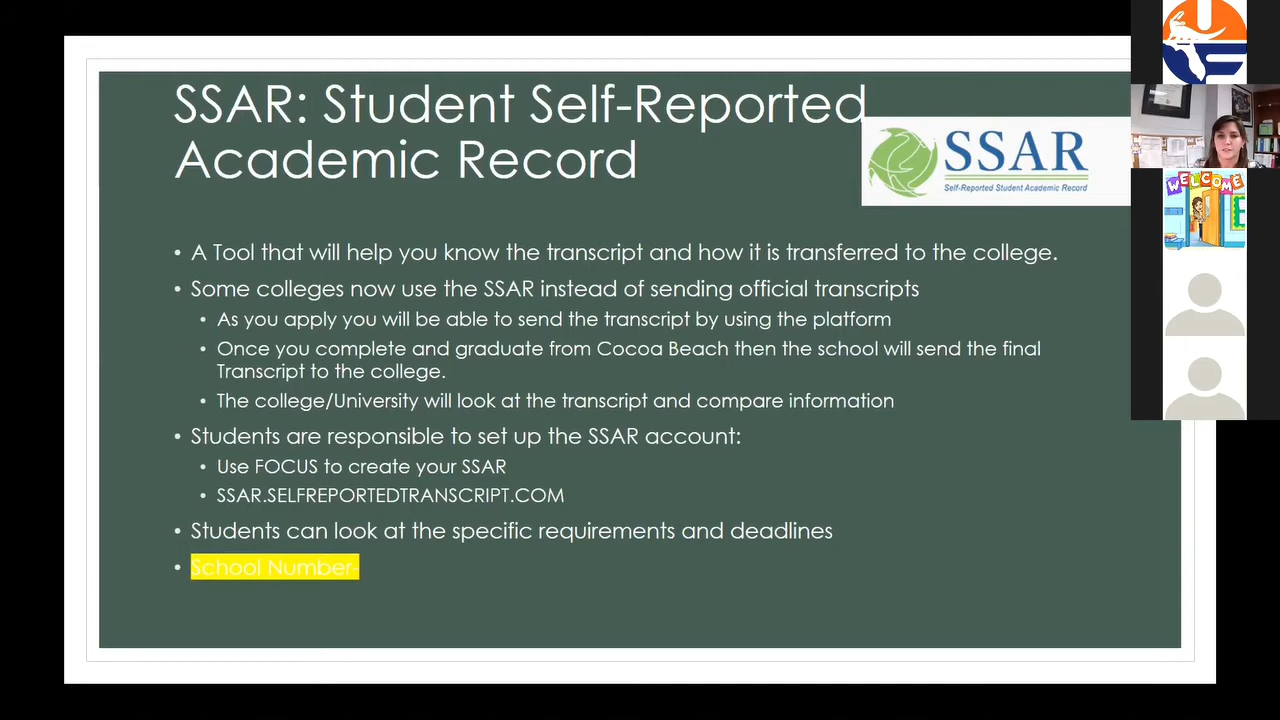 SSAR: Student Self-Reported
Academic Record
SSAR
Self-Reported Student Academic Record
WELCOME
• A Tool that will help you know the transcript and how it is transferred to the college.
• Some colleges now use the SSAR instead of sending official transcripts
• As you apply you will be able to send the transcript by using the platform
• Once you complete and graduate from Cocoa Beach then the school will send the final
Transcript to the college.
• The college/University will look at the transcript and compare information
• Students are responsible to set up the SSAR account:
• Use FOCUS to create your SSAR
• SSAR.SELFREPORTEDTRANSCRIPT.COM
• Students can look at the specific requirements and deadlines
• School Number-